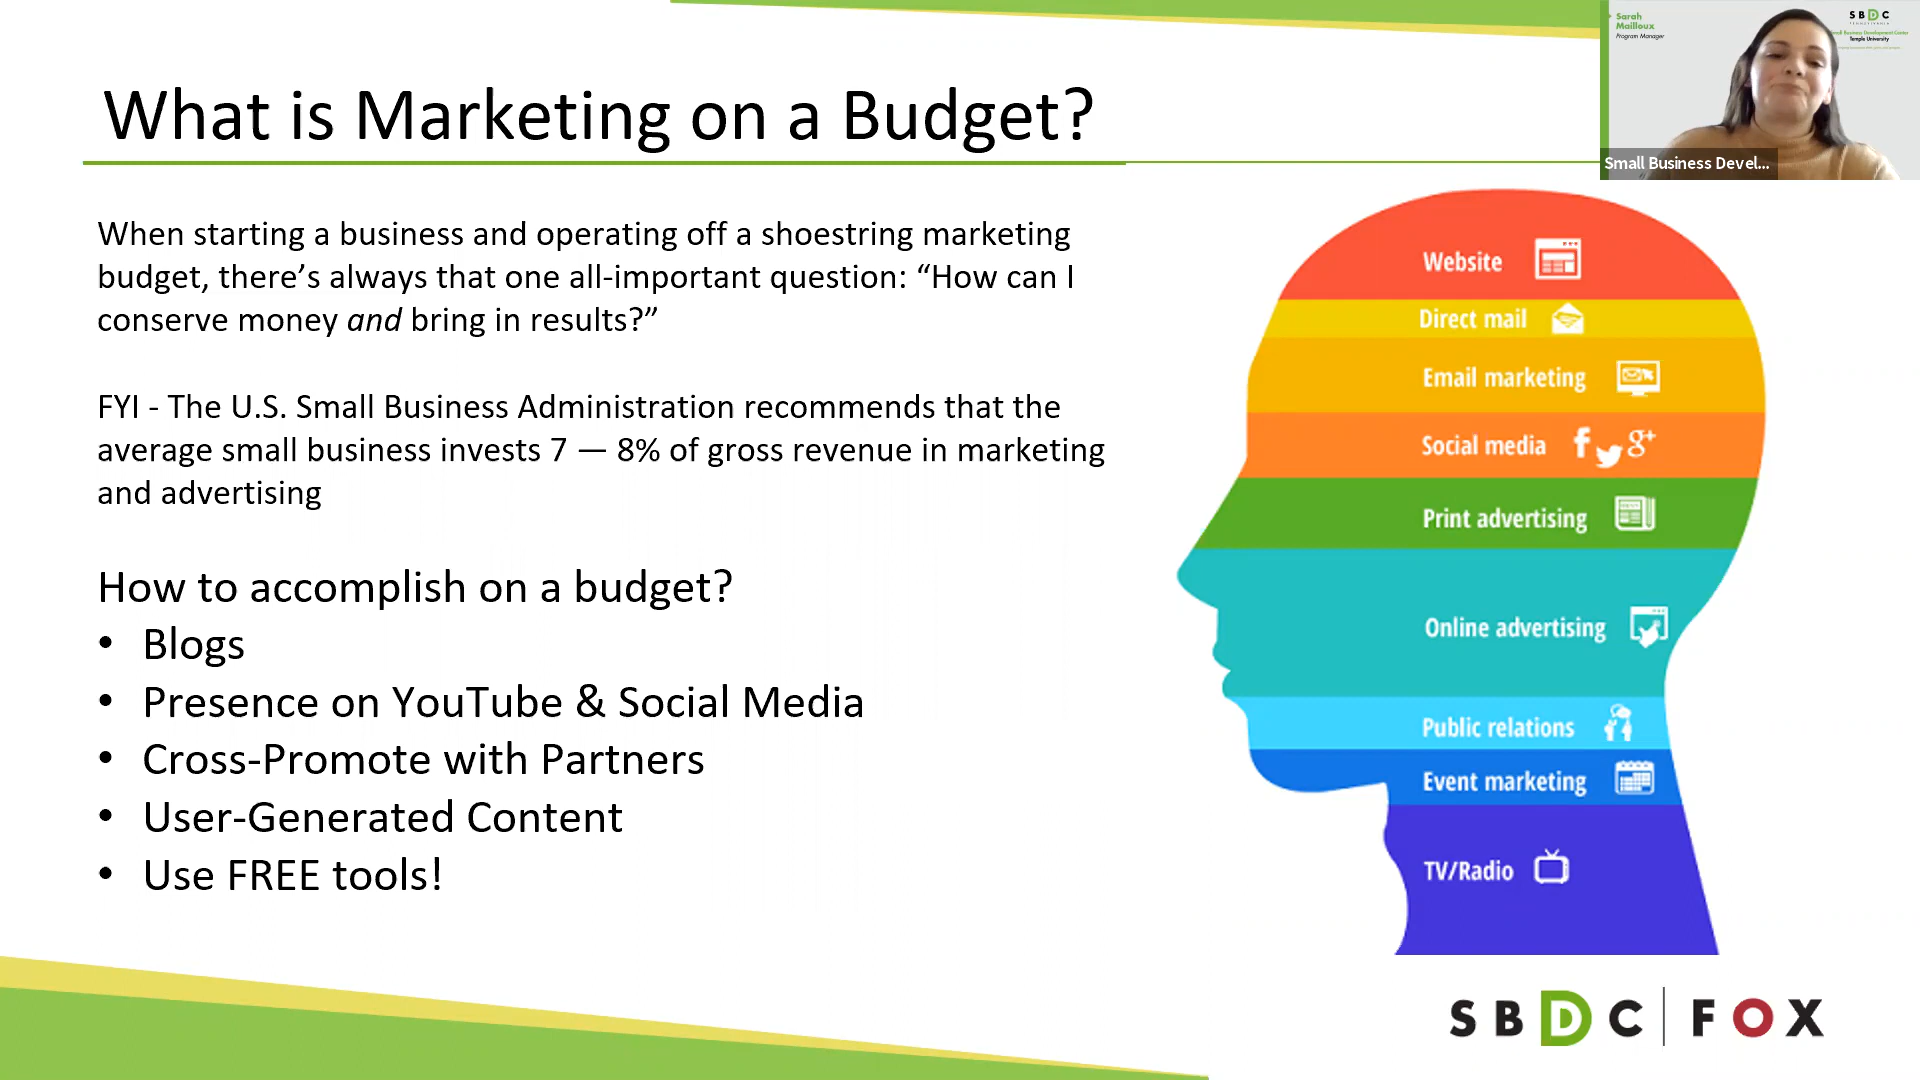 What is Marketing on a Budget?
When starting a business and operating off a shoestring marketing
budget, there’s always that one all-important question: “How can I
conserve money and bring in results?”
FYI - The U.S. Small Business Administration recommends that the
average small business invests 7 — 8% of gross revenue in marketing
and advertising
How to accomplish on a budget?
• Blogs
• Presence on YouTube & Social Media
• Cross-Promote with Partners
• User-Generated Content
• Use FREE tools!
Website
Direct mail
Email marketing
Social media
Print advertising
Online advertising
Public relations
Event marketing
TV/Radio
Sarah
Mailloux
Program Manager
SBDC
Business Development Center
Temple University
Small Business Devel...
SBDC | FOX